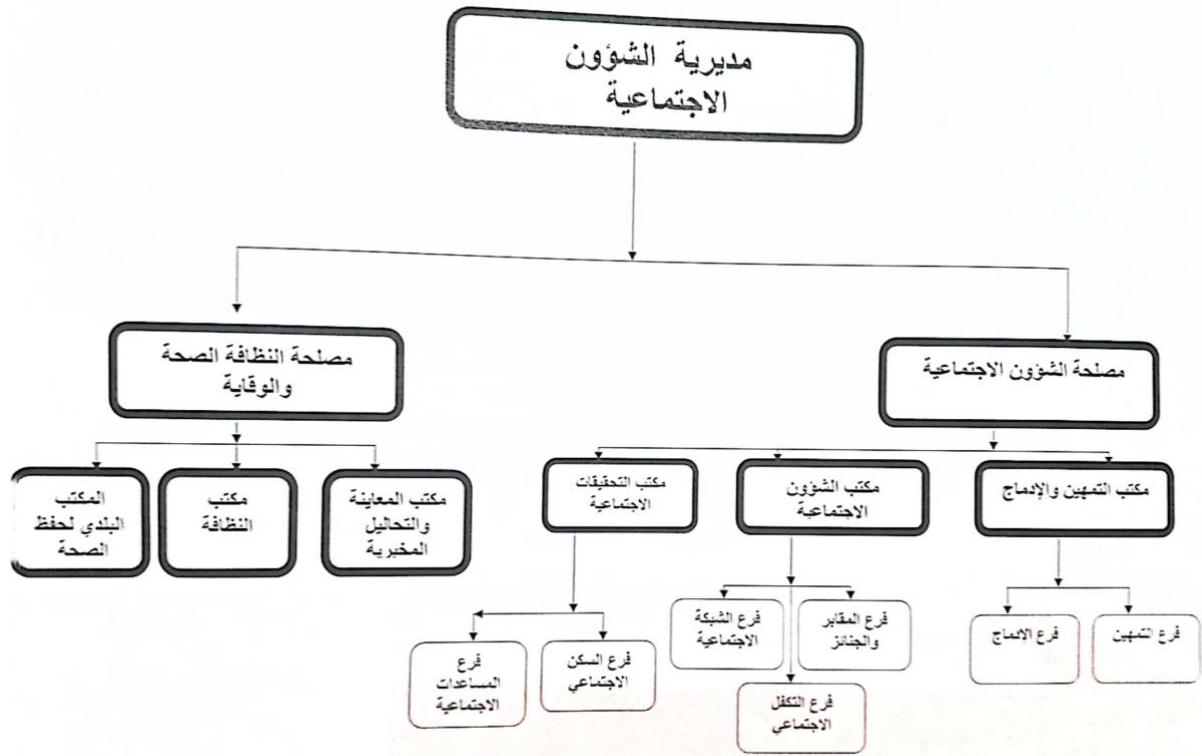 مديرية الشؤون
الاجتماعية
مصلحة الشؤون الاجتماعية
مصلحة النظافة الصحة
والوقاية
مكتب التمهين والإدماج
مكتب الشؤون
الاجتماعية
مكتب التحقيقات
الاجتماعية
مكتب المعاينة
والتحاليل
المخبرية
مكتب
النظافة
المكتب
البلدي لحفظ
الصحة
فرع التمهين
فرع الادماج
فرع المقابر
والجنائز
فرع الشبكة
الاجتماعية
فرع التكفل
الاجتماعي
فرع السكن
الاجتماعي
فرع
المساعدات
الاجتماعية